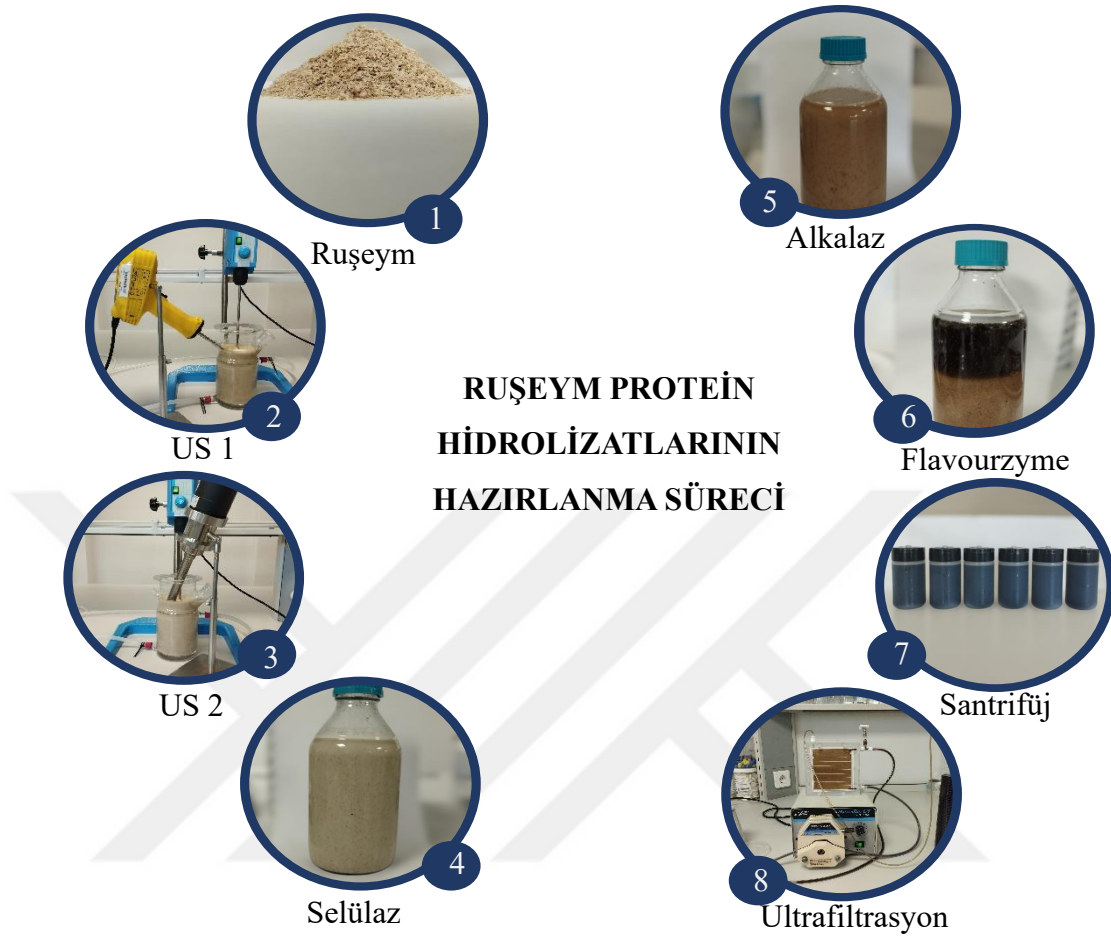 1
Ruşeym
2
US 1
3
US 2
4
Selülaz
RUŞEYM PROTEİN
HİDROLİZATLARININ
HAZIRLANMA SÜRECİ
5
Alkalaz
6
Flavourzyme
7
Santrifüj
8
Ultrafiltrasyon